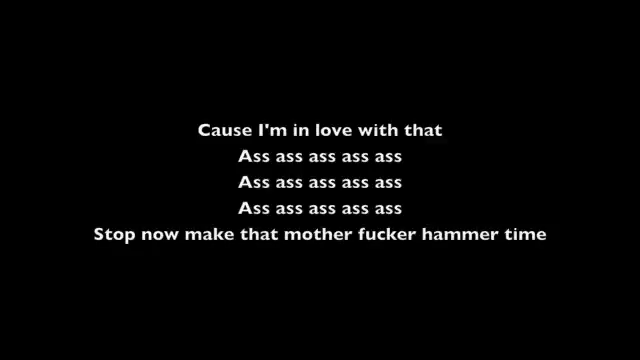 Cause I'm in love with that
Ass ass ass ass ass
Ass ass ass ass ass
Ass ass ass ass ass
Stop now make that mother fucker hammer time